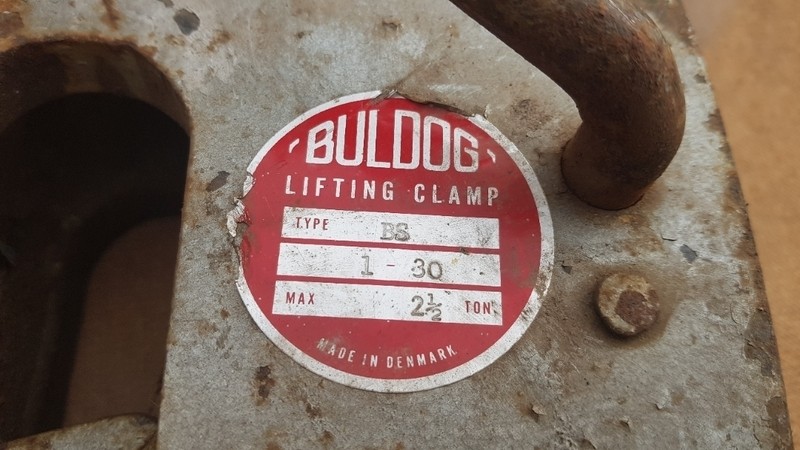 'BULDOG'
LIFTING CLAMP
TYPE BS
1 - 30
MAX 2½ TON.
MADE IN DENMARK